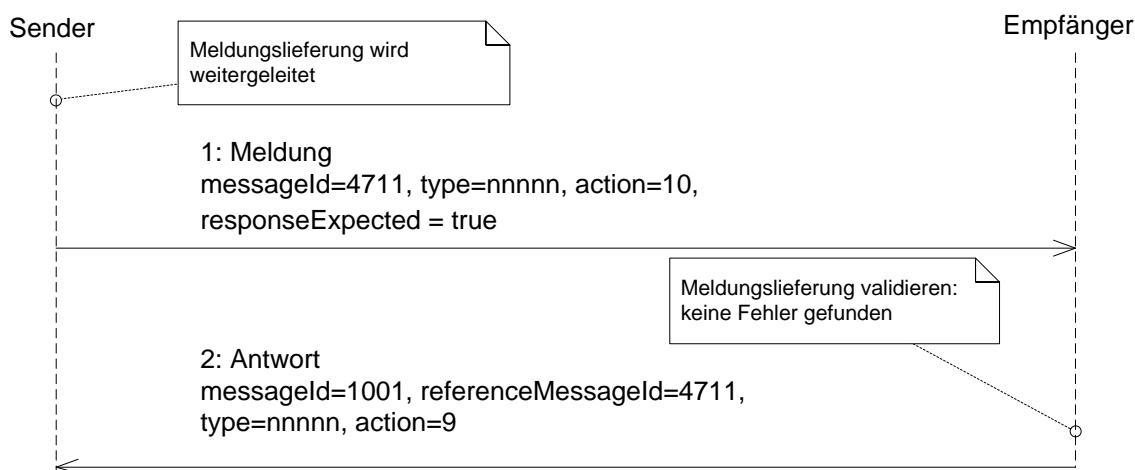 Sender
Empfänger
Meldungslieferung wird
weitergeleitet
1: Meldung
messageId=4711, type=nnnnn, action=10,
responseExpected = true
Meldungslieferung validieren:
keine Fehler gefunden
2: Antwort
messageId=1001, referenceMessageId=4711,
type=nnnnn, action=9